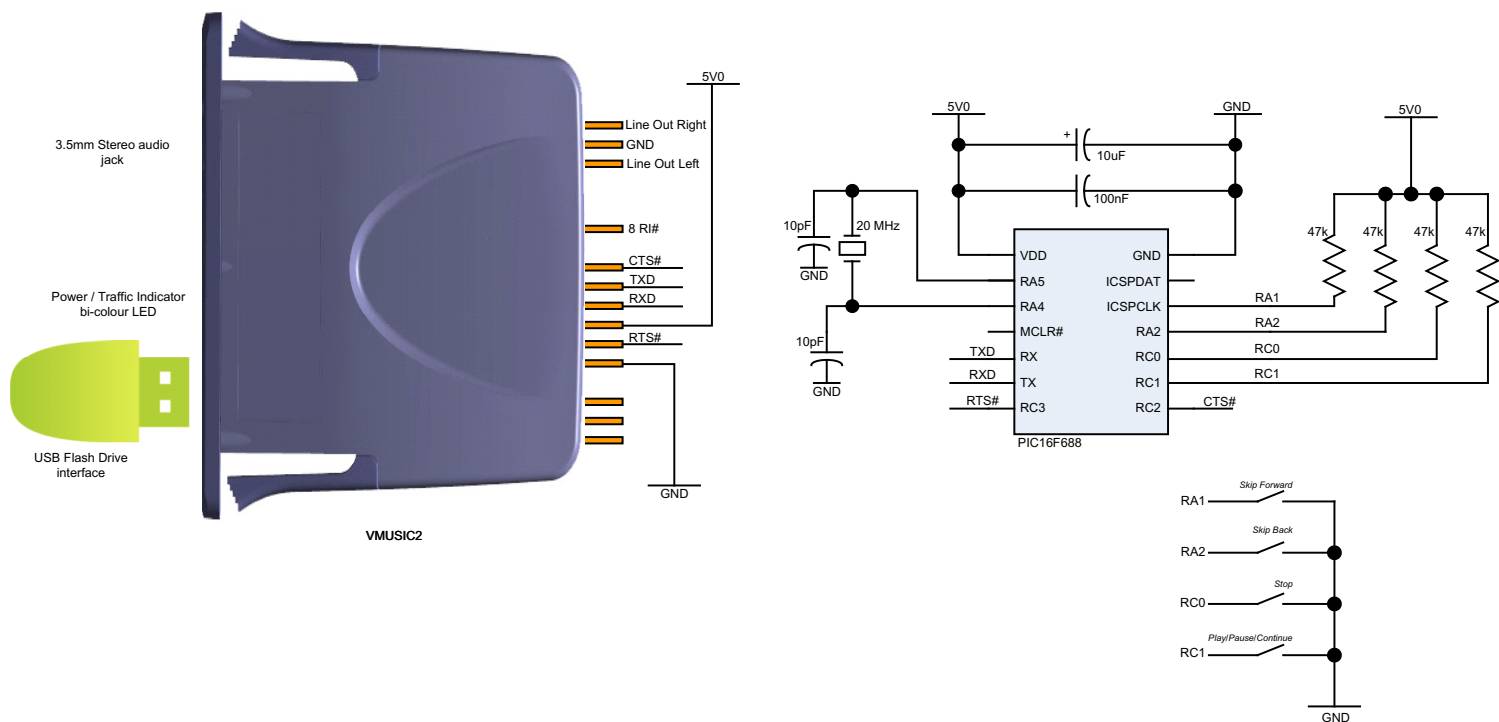 3.5mm Stereo audio
jack
Power / Traffic Indicator
bi-colour LED
USB Flash Drive
interface
VMUSIC2
5V0
Line Out Right
GND
Line Out Left
8 RI#
CTS#
TXD
RXD
RTS#
GND
5V0
GND
+
10uF
100nF
10pF
20 MHz
GND
10pF
GND
VDD
RA5
RA4
MCLR#
RX
TX
RC3
GND
ICSPDAT
ICSPCLK
RA2
RC0
RC1
RC2
PIC16F688
TXD
RXD
RTS#
RA1
RA2
RC0
RC1
CTS#
5V0
47k
47k
47k
47k
Skip Forward
RA1
Skip Back
RA2
Stop
RC0
Play/Pause/Continue
RC1
GND